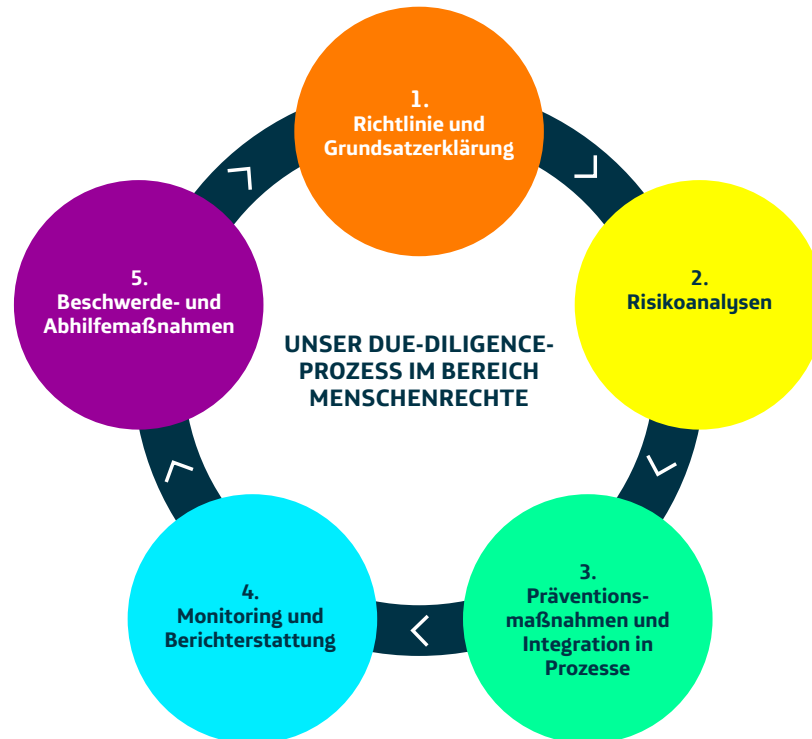 1.
Richtlinie und
Grundsatzerklärung
2.
Risikoanalysen
3.
Präventions-
maßnahmen und
Integration in
Prozesse
4.
Monitoring und
Berichterstattung
5.
Beschwerde- und
Abhilfemaßnahmen
UNSER DUE-DILIGENCE-
PROZESS IM BEREICH
MENSCHENRECHTE